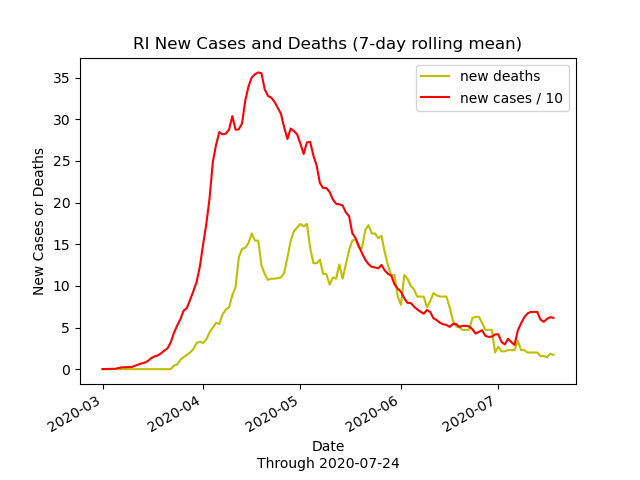 RI New Cases and Deaths (7-day rolling mean)
new deaths
new cases / 10
35
30
25
20
15
10
5
0
New Cases or Deaths
2020-03
2020-04
2020-05
2020-06
2020-07
Date
Through 2020-07-24